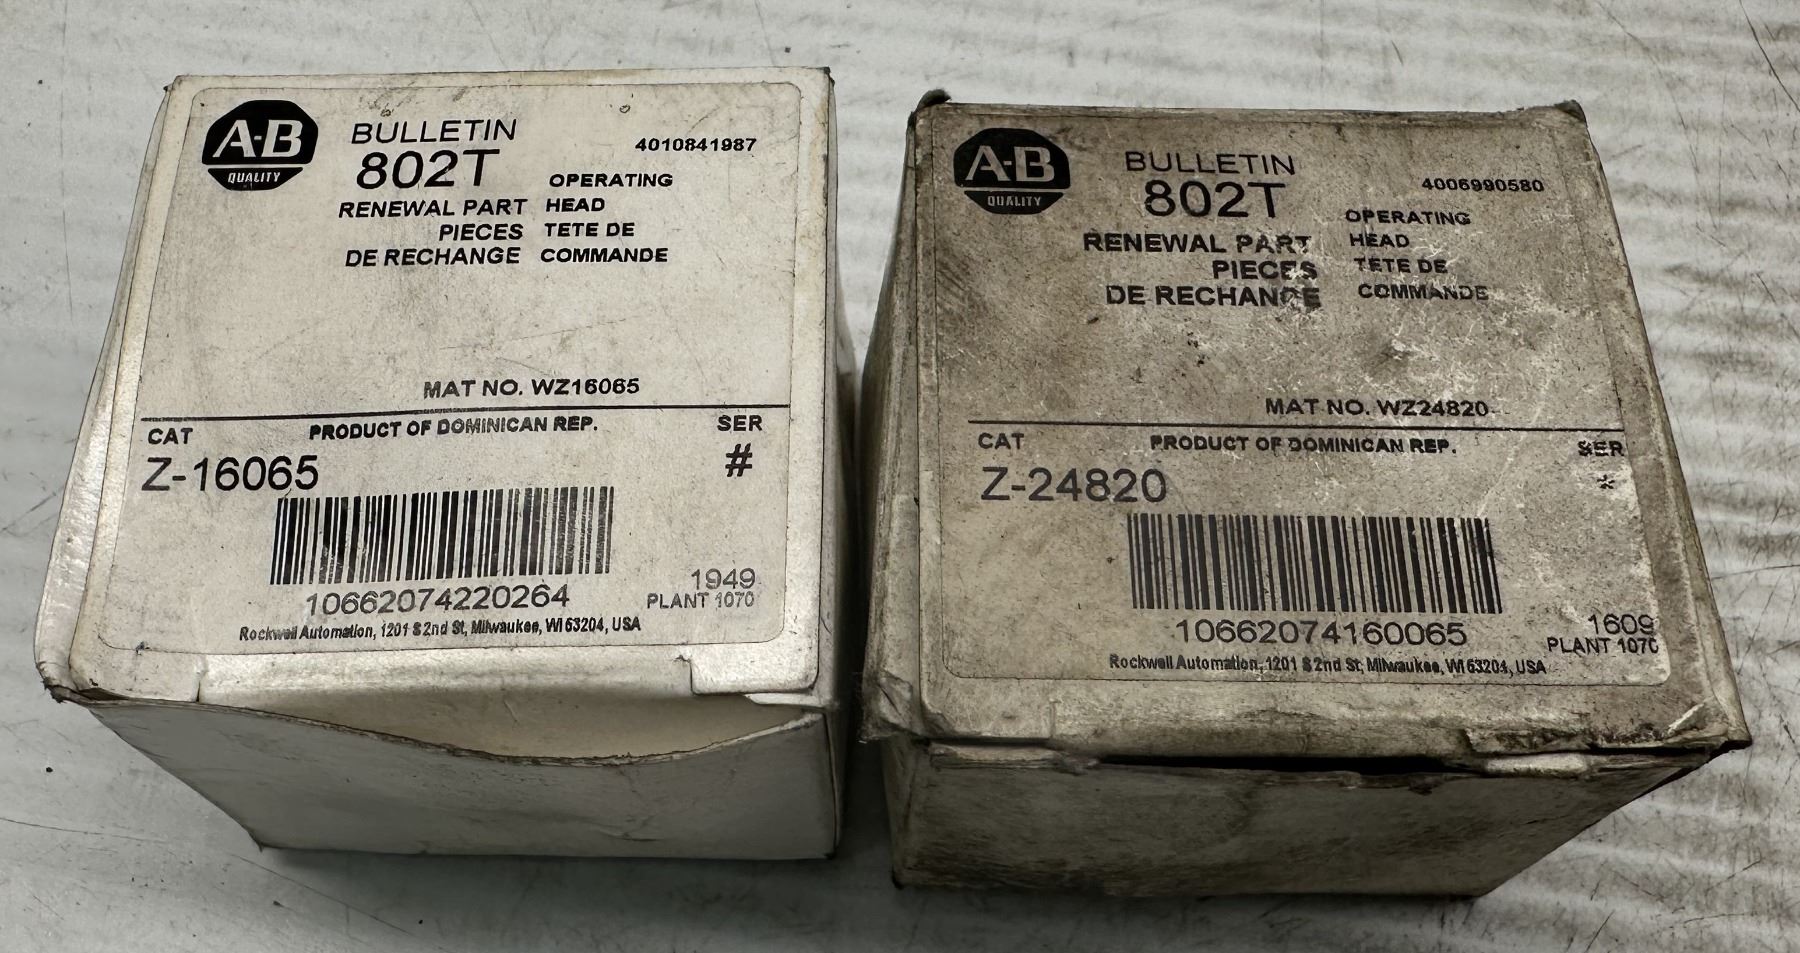 A-B
QUALITY
BULLETIN
802T
4010841987
OPERATING
RENEWAL PART HEAD
PIECES TETE DE
DE RECHANGE COMMANDE
MAT NO. WZ16065
CAT PRODUCT OF DOMINICAN REP. SER
Z-16065 #
10662074220264
1949
PLANT 1070
Rockwell Automation, 1201 S 2nd St, Milwaukee, WI 53204, USA
A-B
QUALITY
BULLETIN
802T
4006990580
OPERATING
RENEWAL PART HEAD
PIECES TETE DE
DE RECHANGE COMMANDE
MAT NO. WZ24820
CAT PRODUCT OF DOMINICAN REP. SER
Z-24820 *
10662074160065
1609
PLANT 1070
Rockwell Automation, 1201 S 2nd St, Milwaukee, WI 53204, USA